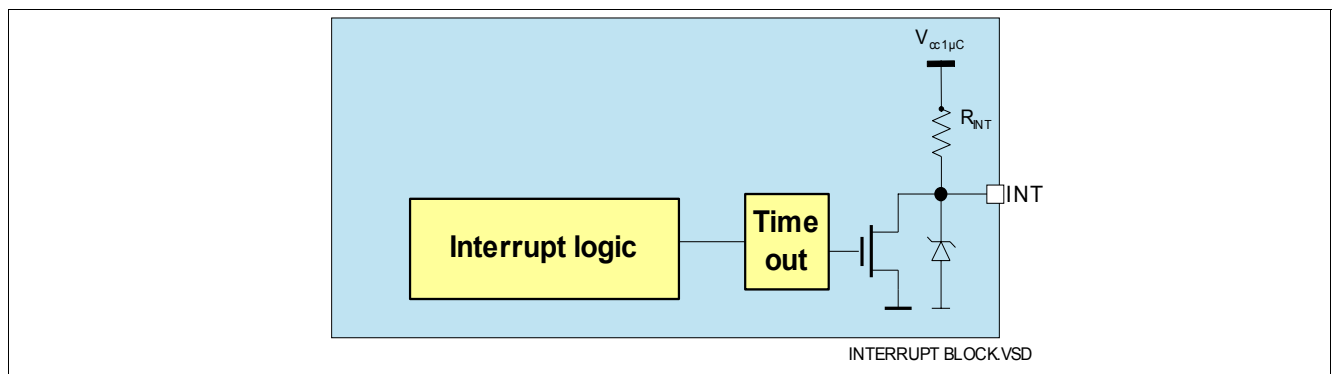 Vcc1µC
RINT
INT
Time
out
Interrupt logic
INTERRUPT BLOCK.VSD